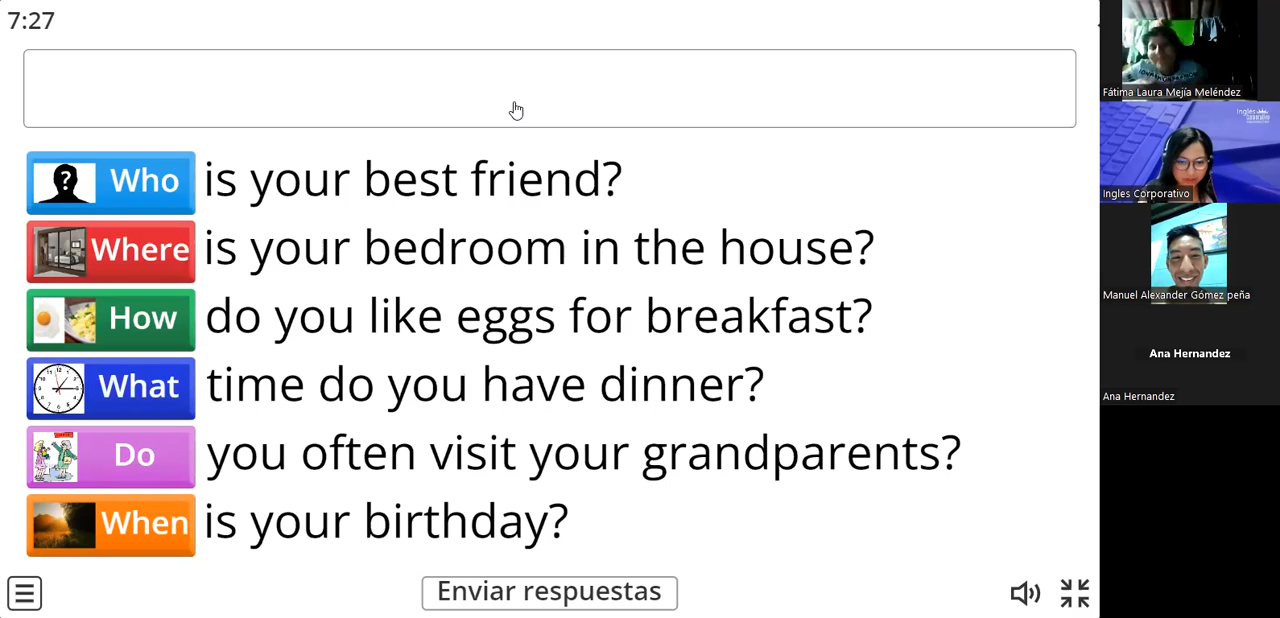 7:27
Who is your best friend?
Where is your bedroom in the house?
How do you like eggs for breakfast?
What time do you have dinner?
Do you often visit your grandparents?
When is your birthday?
Enviar respuestas
Fátima Laura Mejía Meléndez
Inglés
Corporativo
Ingles Corporativo
Manuel Alexander Gómez peña
Ana Hernandez
Ana Hernandez